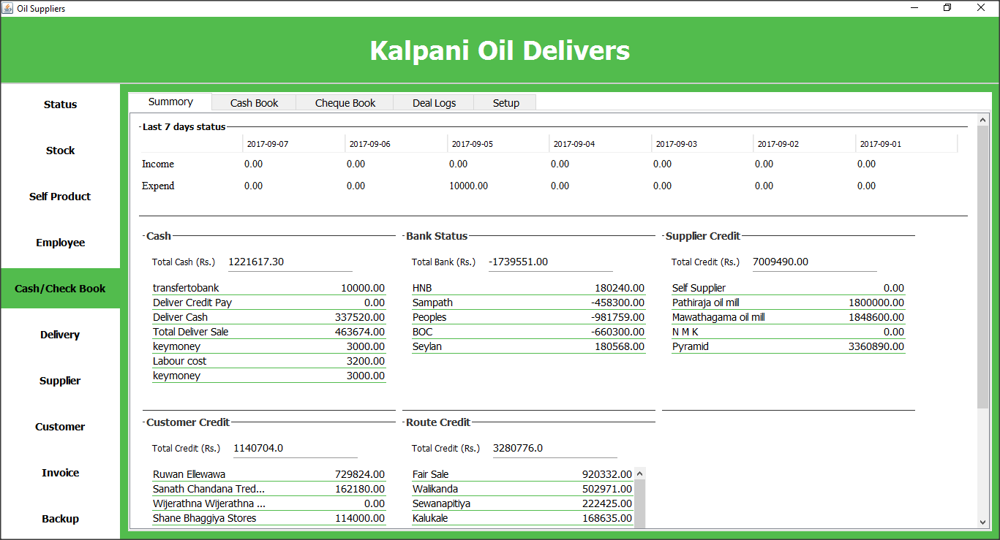 Oil Suppliers
Kalpani Oil Delivers
Status
Stock
Self Product
Employee
Cash/Check Book
Delivery
Supplier
Customer
Invoice
Backup
Summory Cash Book Cheque Book Deal Logs Setup
Last 7 days status
2017-09-07 2017-09-06 2017-09-05 2017-09-04 2017-09-03 2017-09-02 2017-09-01
Income 0.00 0.00 0.00 0.00 0.00 0.00 0.00
Expend 0.00 0.00 10000.00 0.00 0.00 0.00 0.00
Cash
Total Cash (Rs.) 1221617.30
transfertobank 10000.00
Deliver Credit Pay 0.00
Deliver Cash 337520.00
Total Deliver Sale 463674.00
keymoney 3000.00
Labour cost 3200.00
keymoney 3000.00
Bank Status
Total Bank (Rs.) -1739551.00
HNB 180240.00
Sampath -458300.00
Peoples -981759.00
BOC -660300.00
Seylan 180568.00
Supplier Credit
Total Credit (Rs.) 7009490.00
Self Supplier 0.00
Pathiraja oil mill 1800000.00
Mawathagama oil mill 1848600.00
N M K 0.00
Pyramid 3360890.00
Customer Credit
Total Credit (Rs.) 1140704.0
Ruwan Ellewawa 729824.00
Sanath Chandana Tred... 162180.00
Wijerathna Wijerathna ... 0.00
Shane Bhaggiya Stores 114000.00
Route Credit
Total Credit (Rs.) 3280776.0
Fair Sale 920332.00
Walikanda 502971.00
Sewanapitiya 222425.00
Kalukale 168635.00